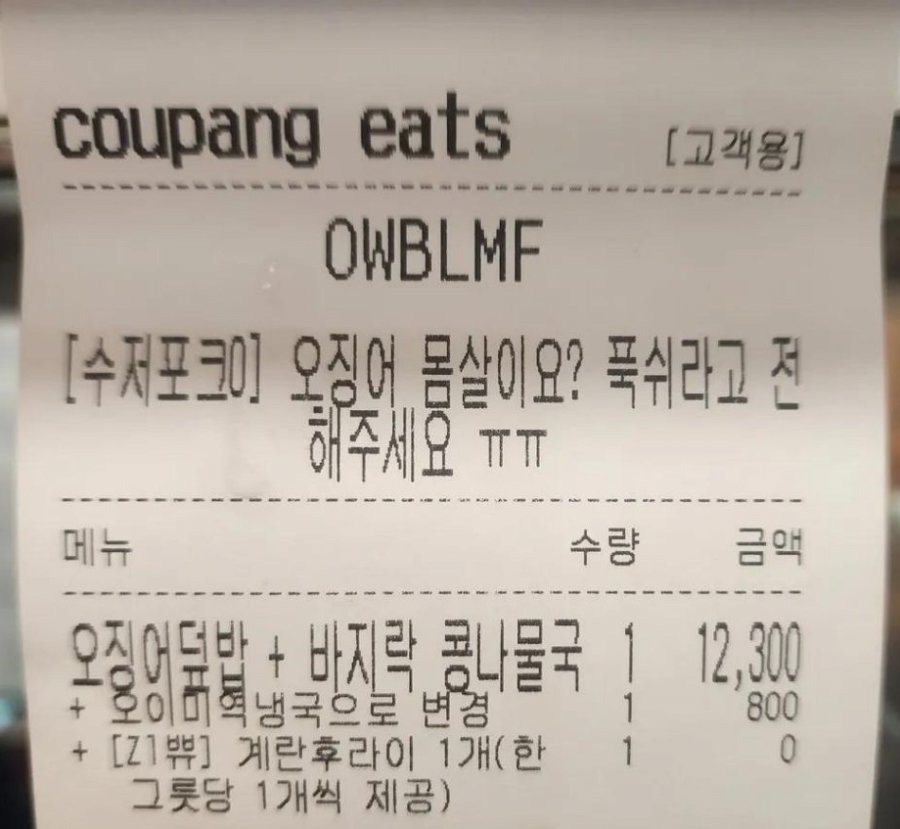 coupang eats [고객용]
OWBLMF
[수저포크0] 오징어 몸살이요? 푹쉬라고 전
해주세요 ㅠㅠ
메뉴 수량 금액
오징어덮밥 + 바지락 콩나물국 1 12,300
+ 오이미역냉국으로 변경 1 800
+ [Z1쀼] 계란후라이 1개(한 1 0
그릇당 1개씩 제공)